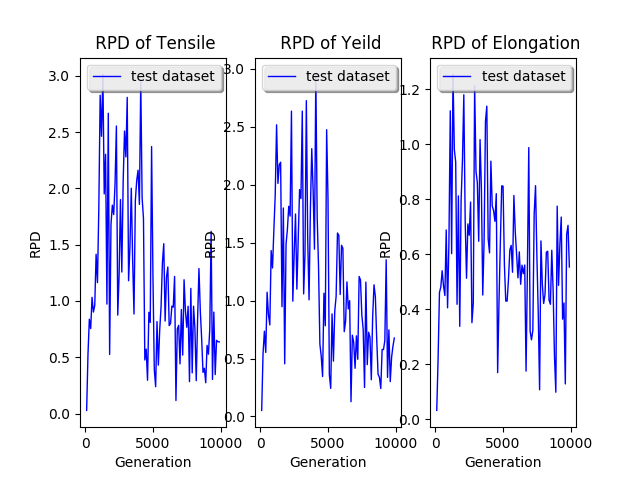 RPD of Tensile
test dataset
3.0
2.5
2.0
1.5
1.0
0.5
0.0
RPD
0
5000
10000
Generation
RPD of Yeild
test dataset
3.0
2.5
2.0
1.5
1.0
0.5
0.0
RPD
0
5000
10000
Generation
RPD of Elongation
test dataset
1.2
1.0
0.8
0.6
0.4
0.2
0.0
RPD
0
5000
10000
Generation